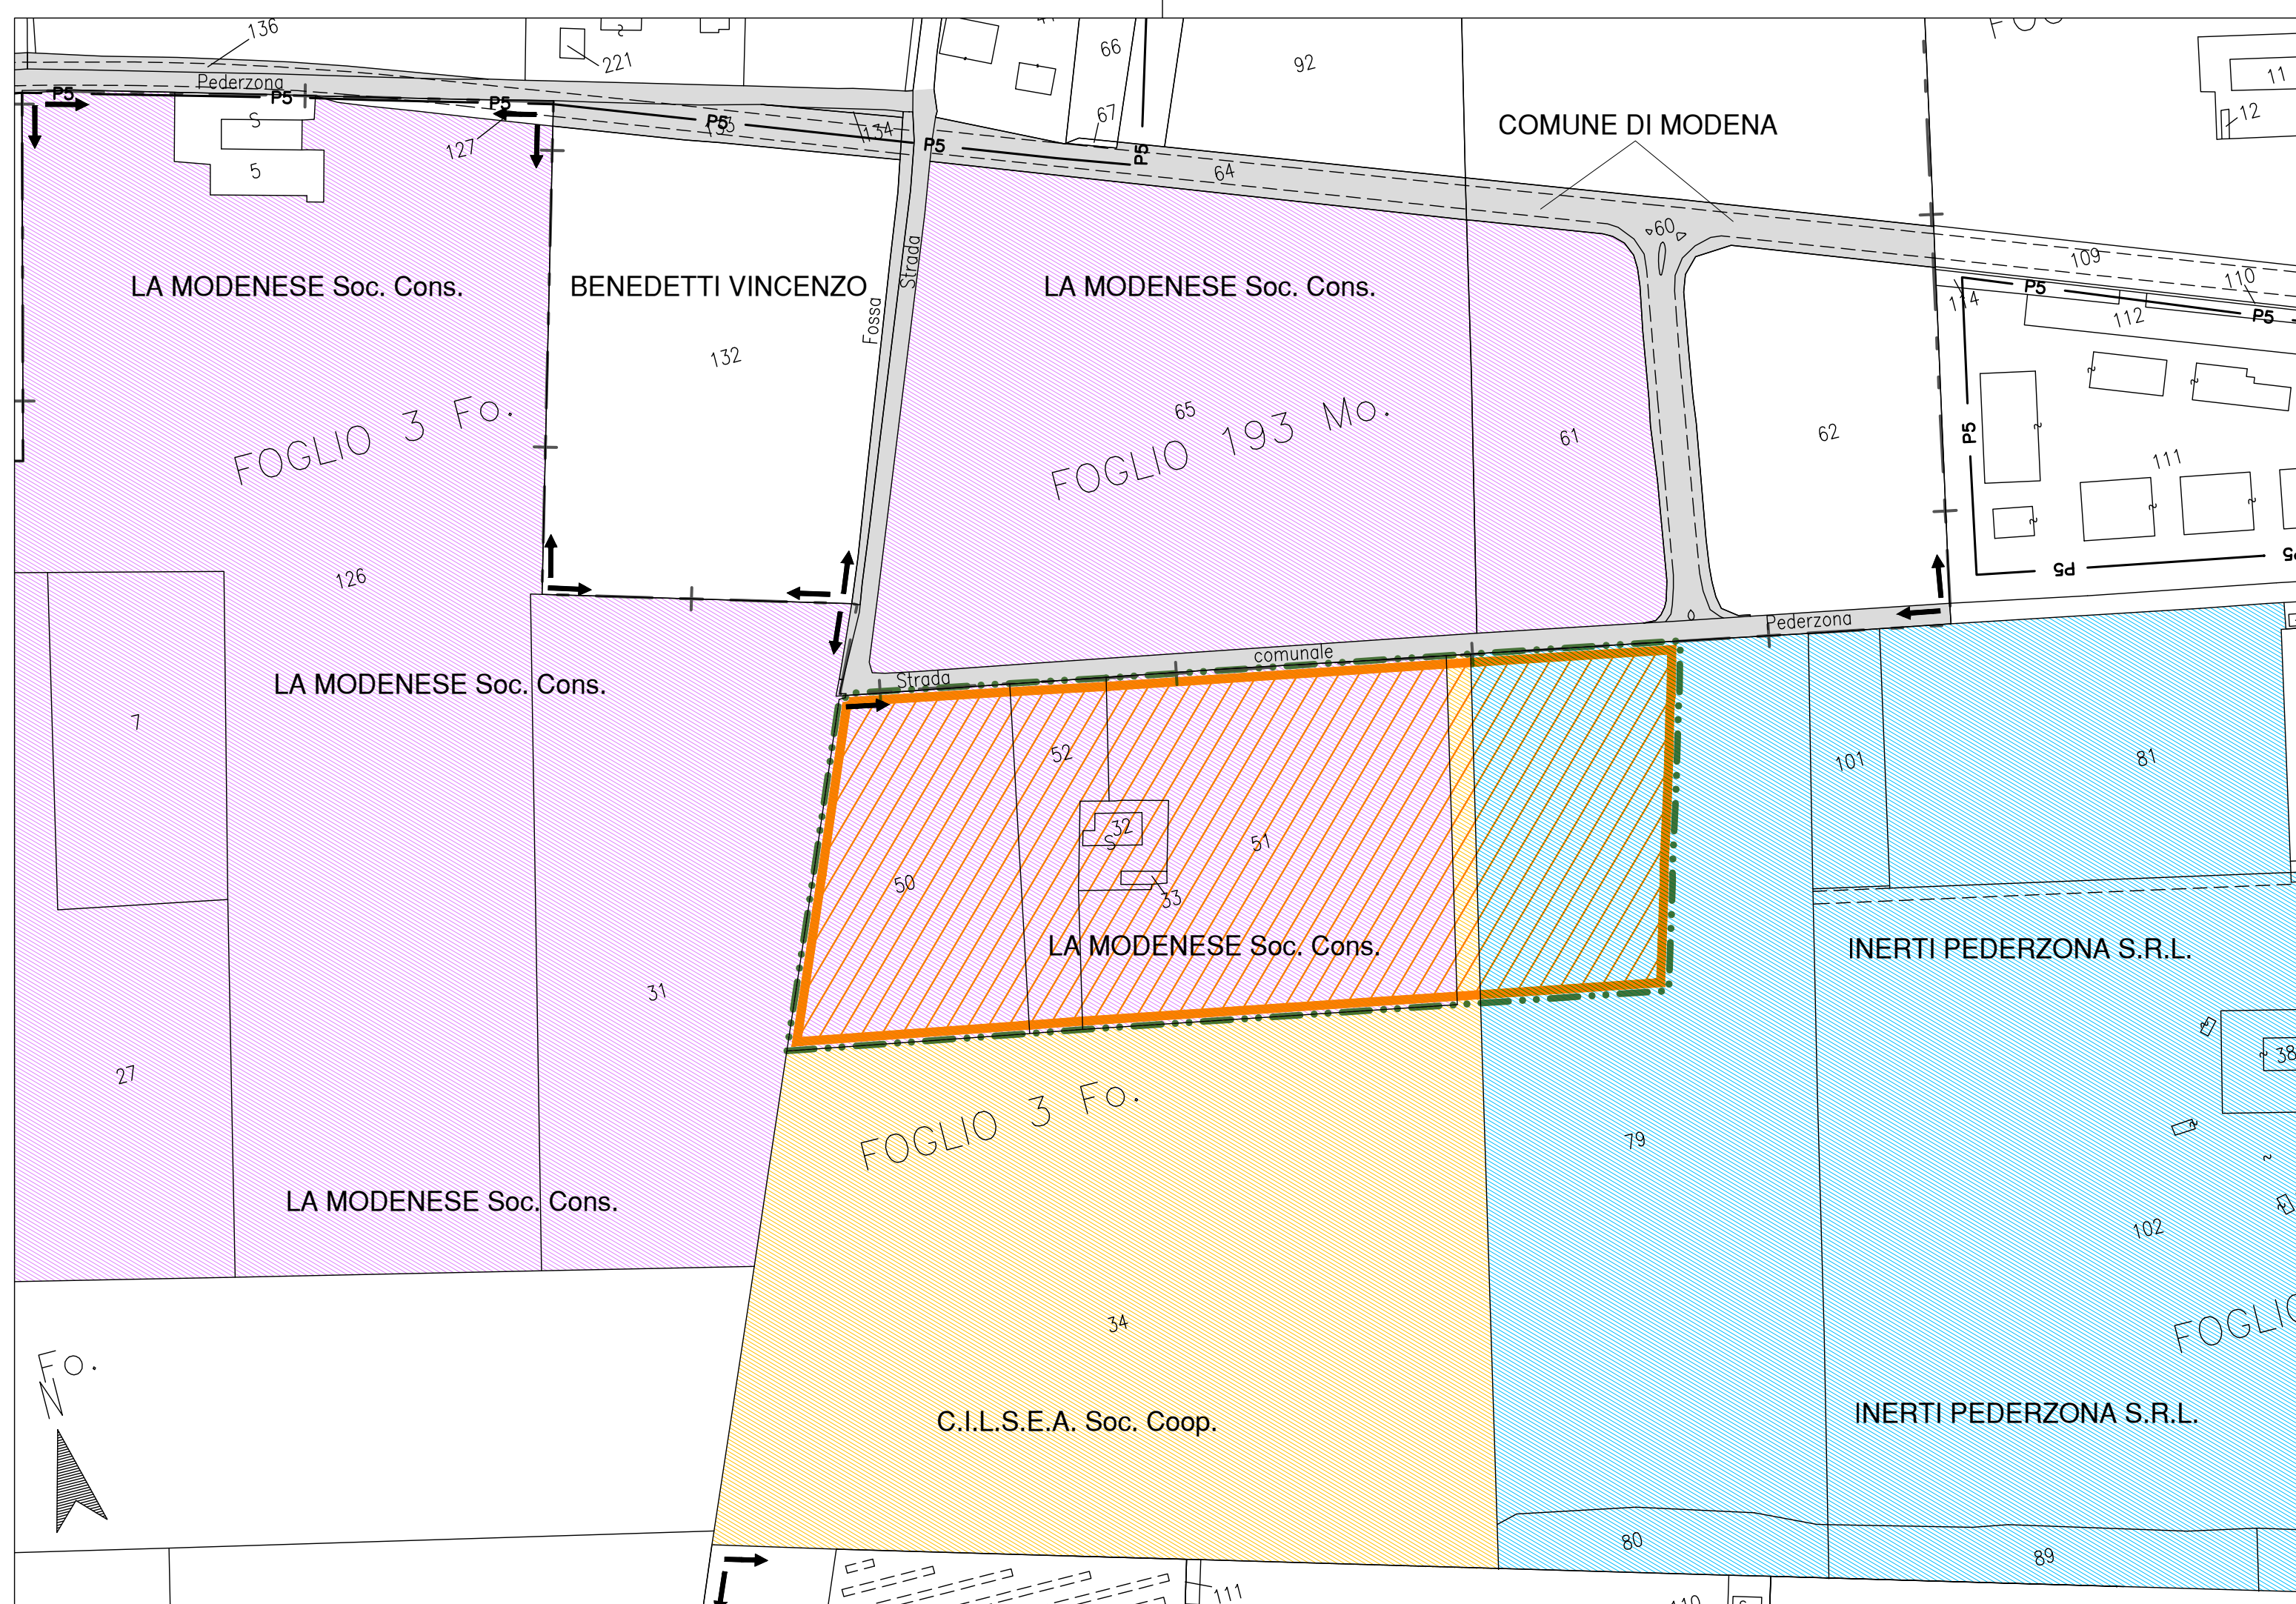 136
221
66
92
67
11
12
Pederzona
P5
P5
P5
P5
P5
P5
S
5
127
134
64
COMUNE DI MODENA
60
109
110
114
112
P5
P5
LA MODENESE Soc. Cons.
BENEDETTI VINCENZO
LA MODENESE Soc. Cons.
Fossa
Strada
132
FOGLIO 3 Fo.
65
FOGLIO 193 Mo.
61
62
P5
111
P5
P5
126
Pederzona
comunale
Strada
LA MODENESE Soc. Cons.
7
52
32
S
51
50
33
101
81
LA MODENESE Soc. Cons.
INERTI PEDERZONA S.R.L.
31
27
38
FOGLIO 3 Fo.
79
102
LA MODENESE Soc. Cons.
34
FOGLIO
Fo.
N
C.I.L.S.E.A. Soc. Coop.
INERTI PEDERZONA S.R.L.
80
89
111